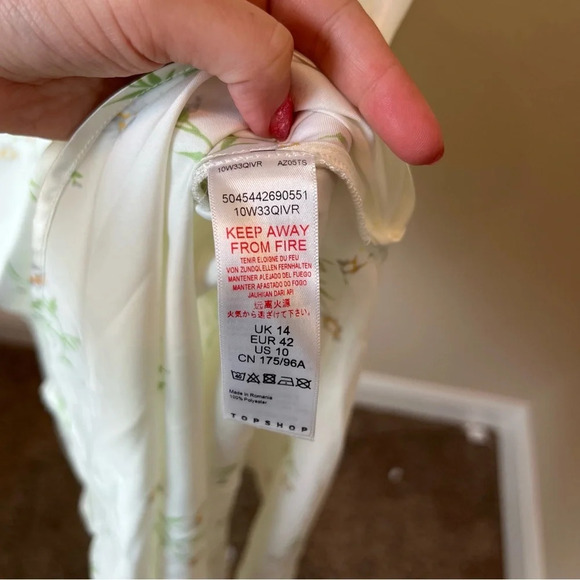 10W33QIVR AZ05TS
5045442690551
10W33QIVR
KEEP AWAY
FROM FIRE
TENIR ELOIGNE DU FEU
VON ZUNDQUELLEN FERNHALTEN
MANTENER ALEJADO DEL FUEGO
MANTER AFASTADO DO FOGO
JAUHKAN DARI API
远离火源
火気から遠ざけて下さい。
UK 14
EUR 42
US 10
CN 175/96A
Made in Romania
100% Polyester
TOPSHOP